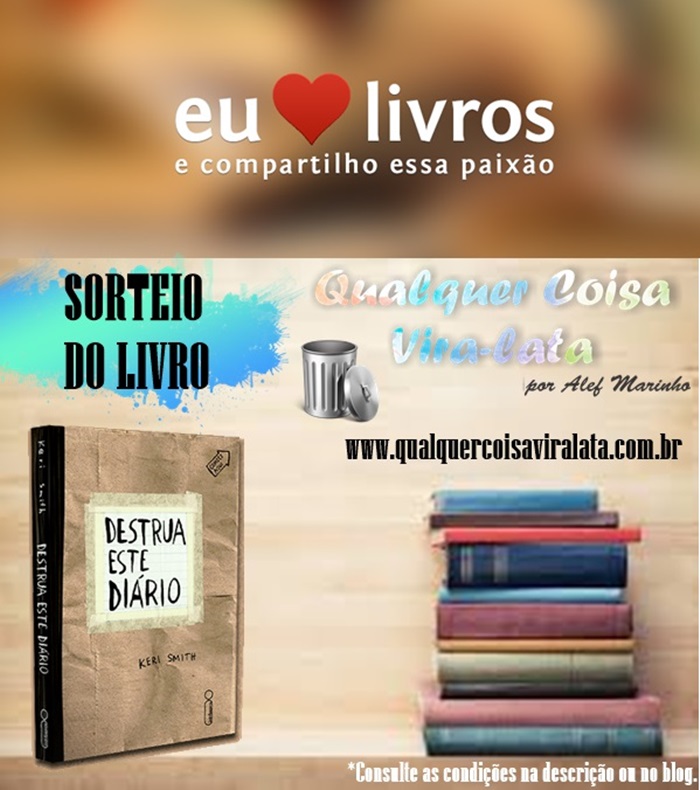 eu livros
e compartilho essa paixão
SORTEIO
DO LIVRO
Qualquer Coisa
Vira-lata
por Alef Marinho
www.qualquercoisaviralata.com.br
Keri Smith
DESTRUA ESTE DIÁRIO
DESTRUA
ESTE
DIÁRIO
KERI SMITH
*Consulte as condições na descrição ou no blog.